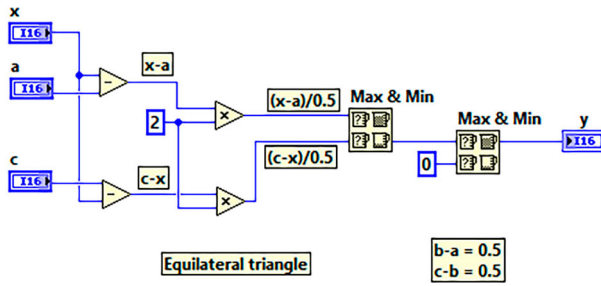 x
I16
a
I16
x-a
2
(x-a)/0.5
Max & Min
Max & Min
y
I16
c
I16
c-x
(c-x)/0.5
0
Equilateral triangle
b-a = 0.5
c-b = 0.5